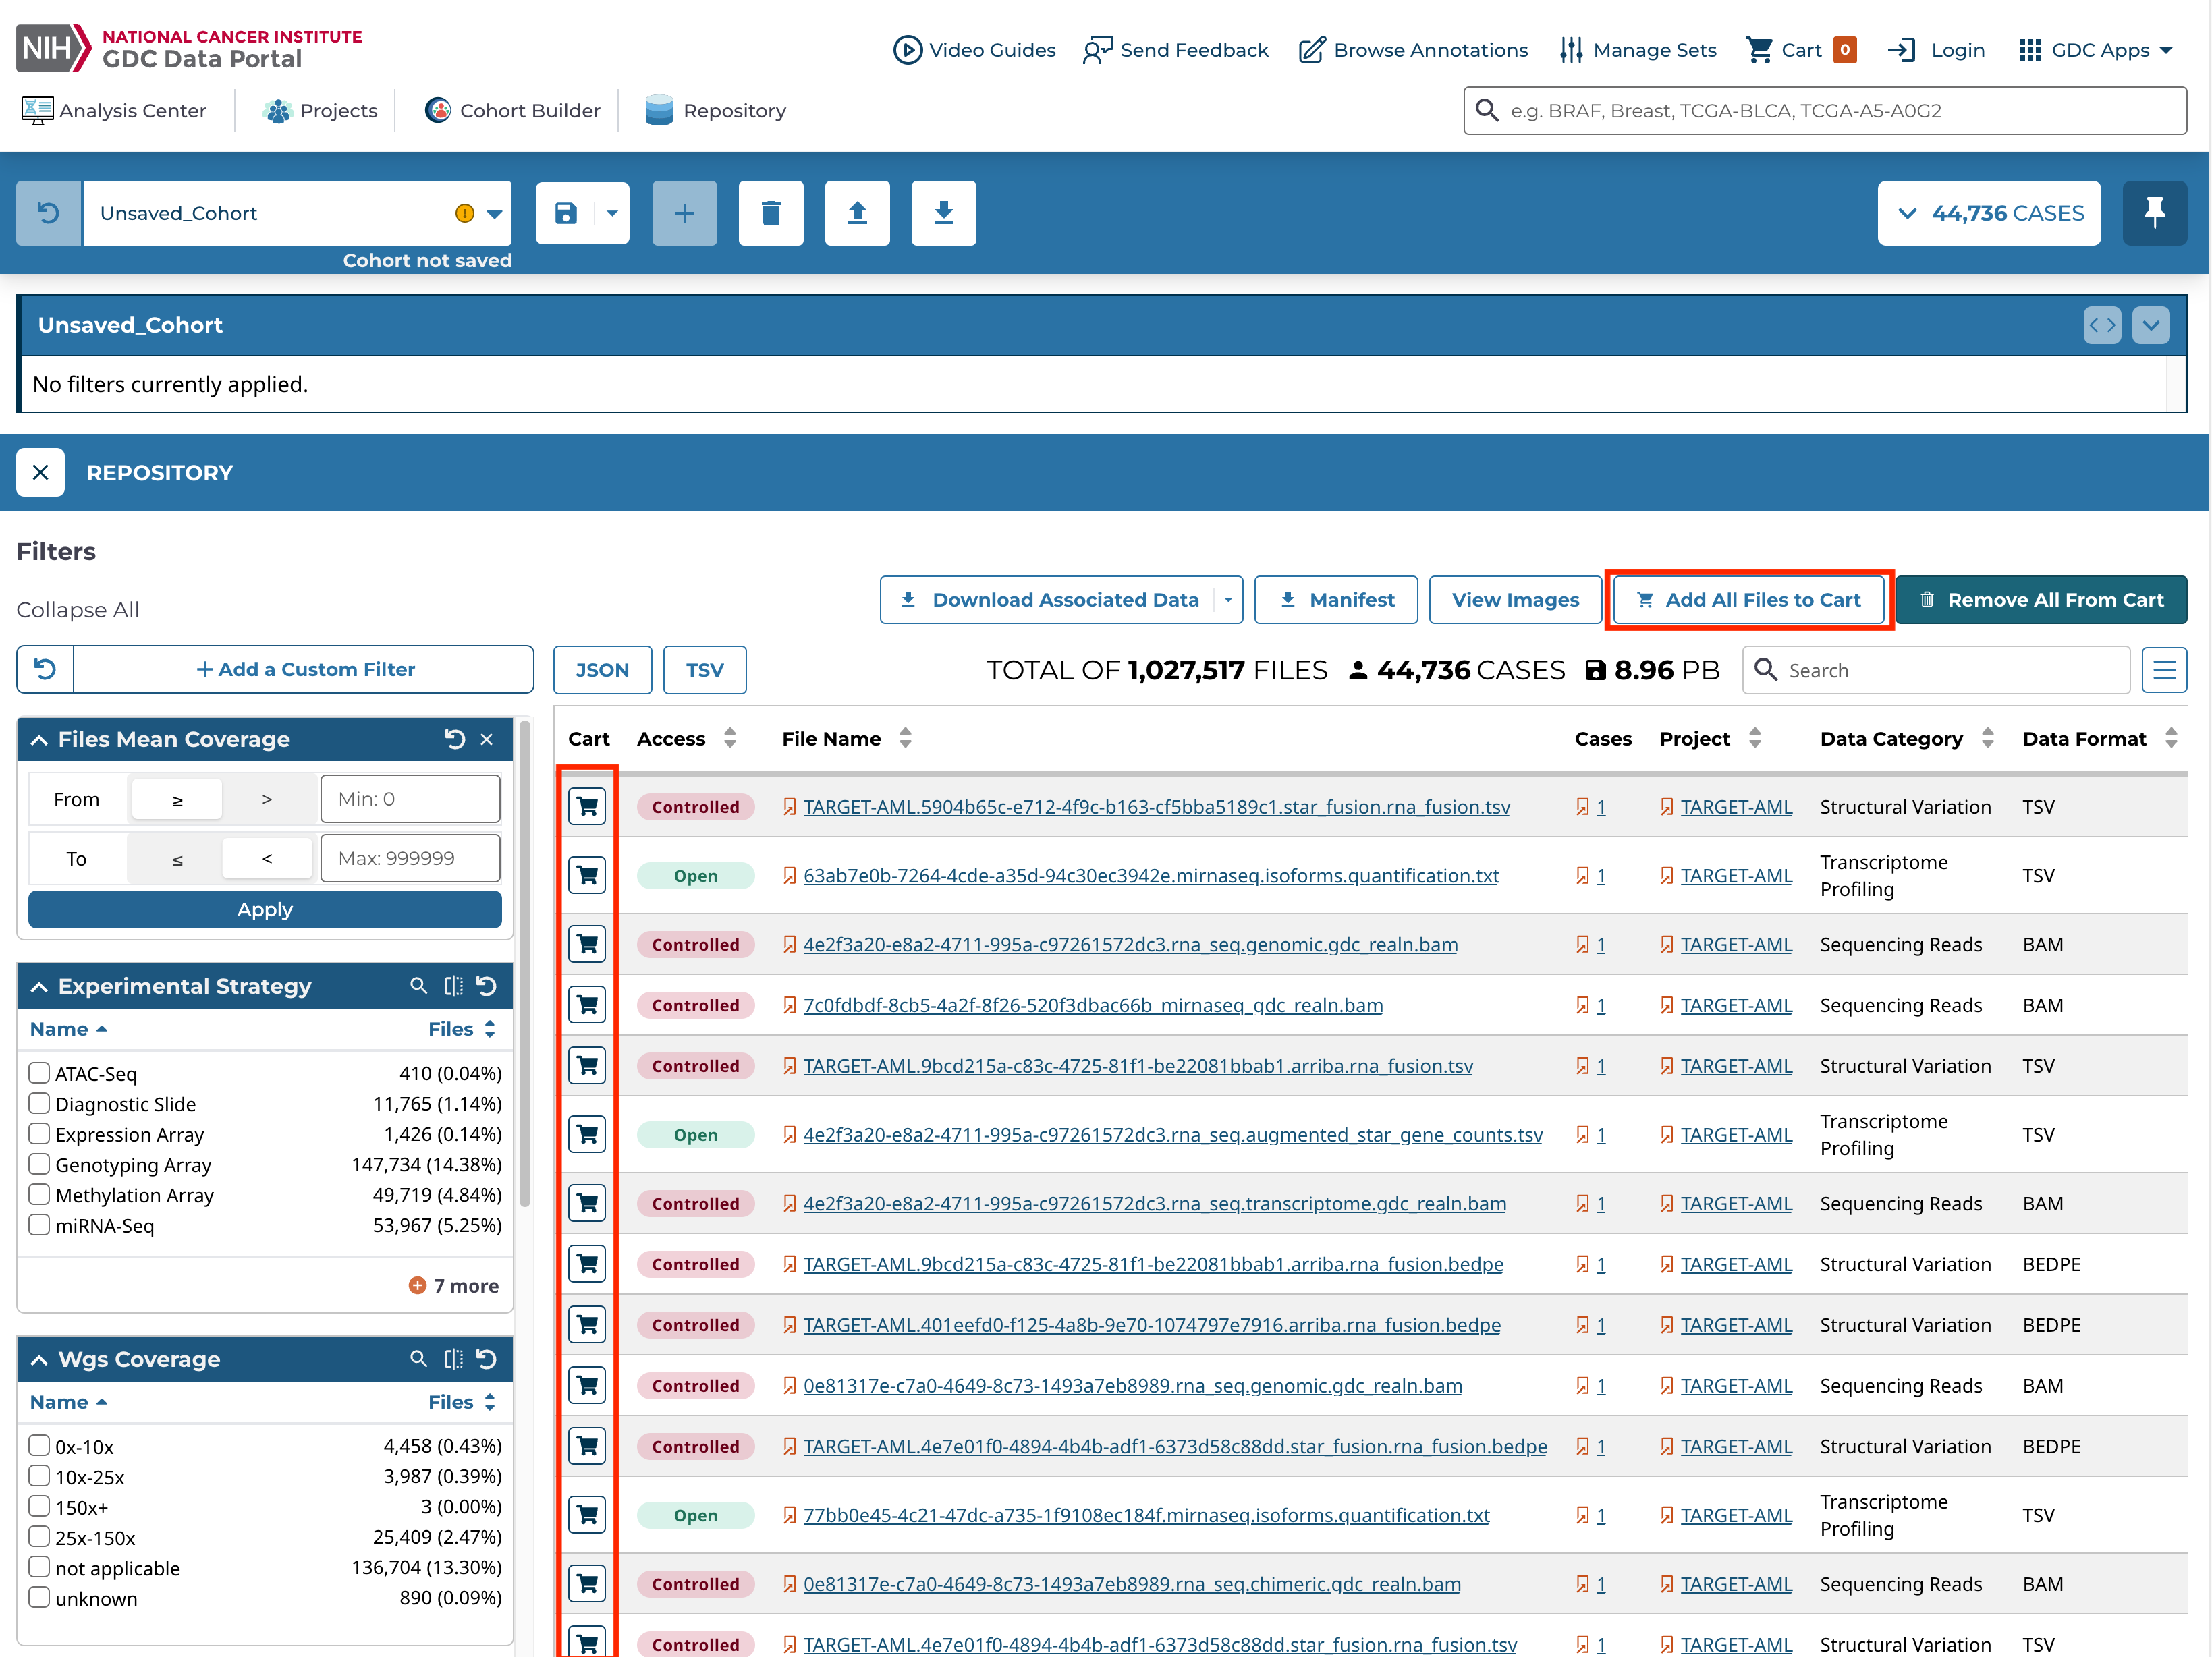 NIH NATIONAL CANCER INSTITUTE
GDC Data Portal
Video Guides Send Feedback Browse Annotations Manage Sets Cart 0 Login GDC Apps
Analysis Center Projects Cohort Builder Repository
e.g. BRAF, Breast, TCGA-BLCA, TCGA-A5-A0G2
Unsaved_Cohort
44,736 CASES
Cohort not saved
Unsaved_Cohort
No filters currently applied.
REPOSITORY
Filters
Collapse All
Download Associated Data Manifest View Images Add All Files to Cart Remove All From Cart
+ Add a Custom Filter
JSON TSV TOTAL OF 1,027,517 FILES 44,736 CASES 8.96 PB Search
Files Mean Coverage
From ≥ > Min: 0
To ≤ < Max: 999999
Apply
Experimental Strategy
Name Files
ATAC-Seq 410 (0.04%)
Diagnostic Slide 11,765 (1.14%)
Expression Array 1,426 (0.14%)
Genotyping Array 147,734 (14.38%)
Methylation Array 49,719 (4.84%)
miRNA-Seq 53,967 (5.25%)
7 more
Wgs Coverage
Name Files
0x-10x 4,458 (0.43%)
10x-25x 3,987 (0.39%)
150x+ 3 (0.00%)
25x-150x 25,409 (2.47%)
not applicable 136,704 (13.30%)
unknown 890 (0.09%)
Cart Access File Name Cases Project Data Category Data Format
Controlled TARGET-AML.5904b65c-e712-4f9c-b163-cf5bba5189c1.star_fusion.rna_fusion.tsv 1 TARGET-AML Structural Variation TSV
Open 63ab7e0b-7264-4cde-a35d-94c30ec3942e.mirnaseq.isoforms.quantification.txt 1 TARGET-AML Transcriptome Profiling TSV
Controlled 4e2f3a20-e8a2-4711-995a-c97261572dc3.rna_seq.genomic.gdc_realn.bam 1 TARGET-AML Sequencing Reads BAM
Controlled 7c0fdbdf-8cb5-4a2f-8f26-520f3dbac66b_mirnaseq_gdc_realn.bam 1 TARGET-AML Sequencing Reads BAM
Controlled TARGET-AML.9bcd215a-c83c-4725-81f1-be22081bbab1.arriba.rna_fusion.tsv 1 TARGET-AML Structural Variation TSV
Open 4e2f3a20-e8a2-4711-995a-c97261572dc3.rna_seq.augmented_star_gene_counts.tsv 1 TARGET-AML Transcriptome Profiling TSV
Controlled 4e2f3a20-e8a2-4711-995a-c97261572dc3.rna_seq.transcriptome.gdc_realn.bam 1 TARGET-AML Sequencing Reads BAM
Controlled TARGET-AML.9bcd215a-c83c-4725-81f1-be22081bbab1.arriba.rna_fusion.bedpe 1 TARGET-AML Structural Variation BEDPE
Controlled TARGET-AML.401eefd0-f125-4a8b-9e70-1074797e7916.arriba.rna_fusion.bedpe 1 TARGET-AML Structural Variation BEDPE
Controlled 0e81317e-c7a0-4649-8c73-1493a7eb8989.rna_seq.genomic.gdc_realn.bam 1 TARGET-AML Sequencing Reads BAM
Controlled TARGET-AML.4e7e01f0-4894-4b4b-adf1-6373d58c88dd.star_fusion.rna_fusion.bedpe 1 TARGET-AML Structural Variation BEDPE
Open 77bb0e45-4c21-47dc-a735-1f9108ec184f.mirnaseq.isoforms.quantification.txt 1 TARGET-AML Transcriptome Profiling TSV
Controlled 0e81317e-c7a0-4649-8c73-1493a7eb8989.rna_seq.chimeric.gdc_realn.bam 1 TARGET-AML Sequencing Reads BAM
Controlled TARGET-AML.4e7e01f0-4894-4b4b-adf1-6373d58c88dd.star_fusion.rna_fusion.tsv 1 TARGET-AML Structural Variation TSV